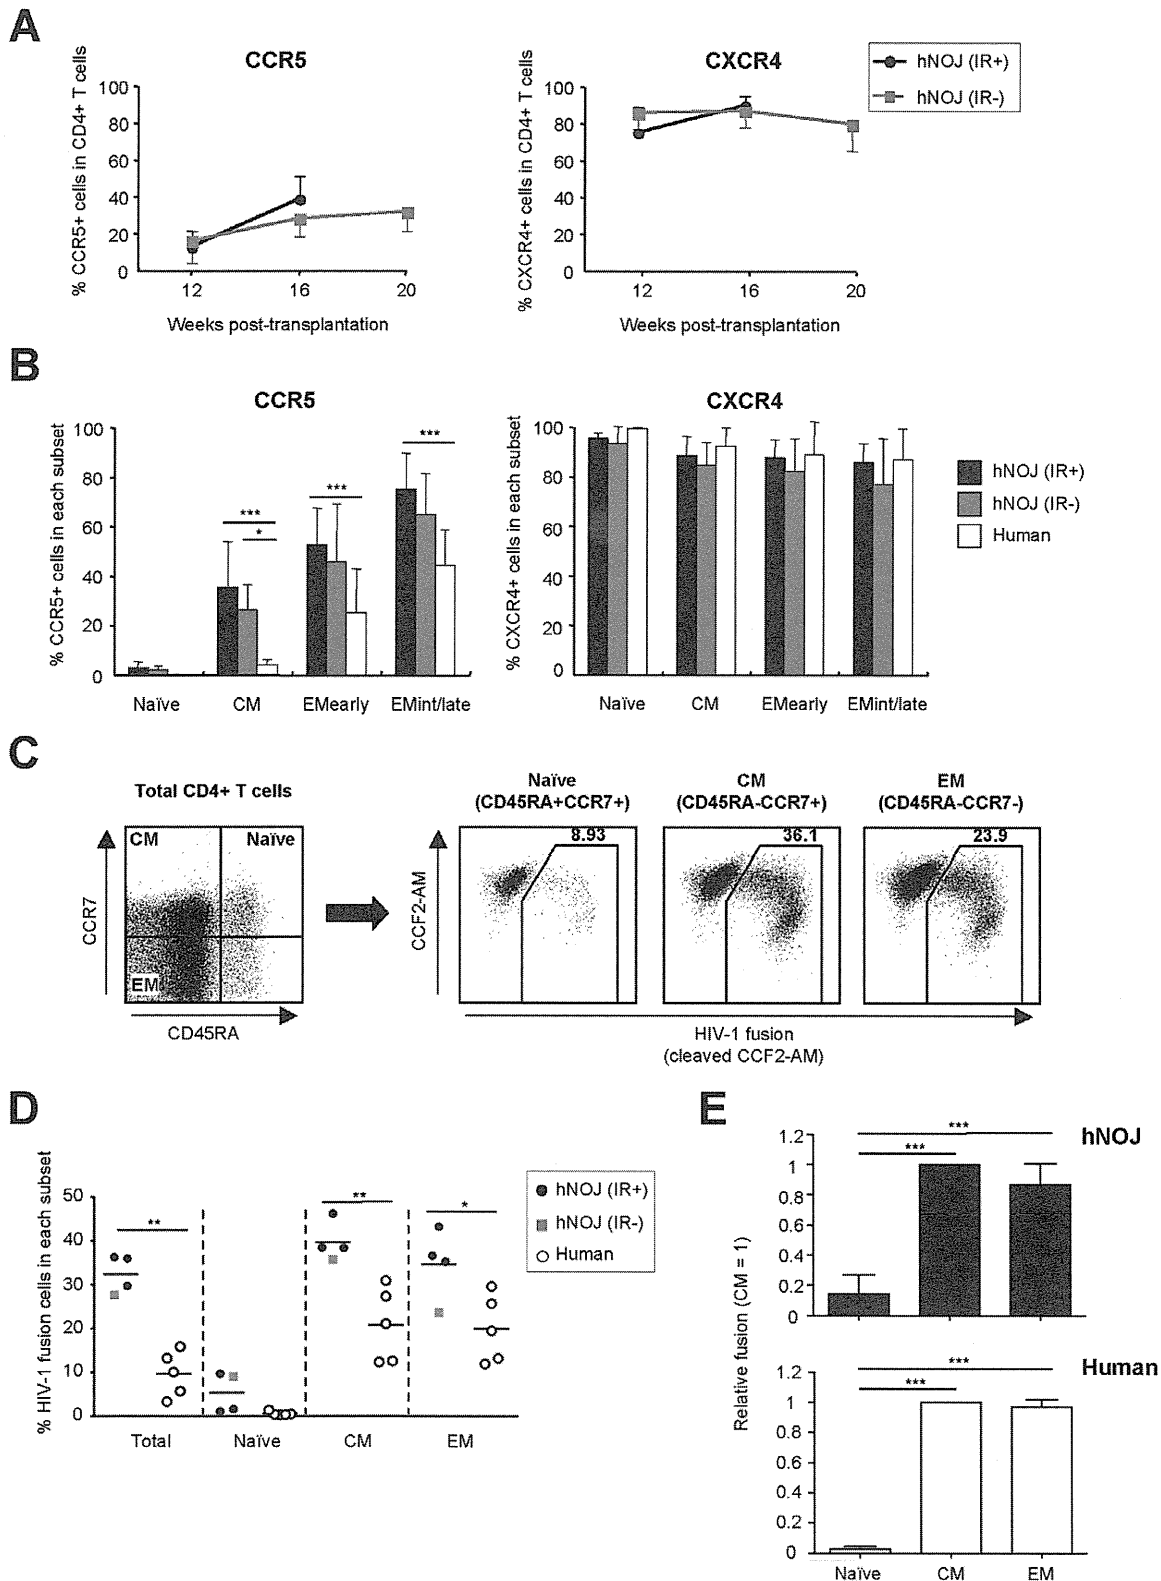 A
CCR5
CXCR4
hNOJ (IR+)
hNOJ (IR-)
% CCR5+ cells in CD4+ T cells
100
80
60
40
20
0
12
16
20
Weeks post-transplantation
% CXCR4+ cells in CD4+ T cells
100
80
60
40
20
0
12
16
20
Weeks post-transplantation
B
CCR5
CXCR4
% CCR5+ cells in each subset
100
80
60
40
20
0
***
*
***
***
Naïve
CM
EMearly
EMint/late
% CXCR4+ cells in each subset
100
80
60
40
20
0
Naïve
CM
EMearly
EMint/late
hNOJ (IR+)
hNOJ (IR-)
Human
C
Total CD4+ T cells
Naïve
(CD45RA+CCR7+)
CM
(CD45RA-CCR7+)
EM
(CD45RA-CCR7-)
CM
Naïve
EM
CCR7
CD45RA
CCF2-AM
8.93
36.1
23.9
HIV-1 fusion
(cleaved CCF2-AM)
D
% HIV-1 fusion cells in each subset
50
40
30
20
10
0
**
**
*
Total
Naïve
CM
EM
hNOJ (IR+)
hNOJ (IR-)
Human
E
Relative fusion (CM = 1)
hNOJ
1.2
1
0.8
0.6
0.4
0.2
0
***
***
Human
1.2
1
0.8
0.6
0.4
0.2
0
***
***
Naïve
CM
EM